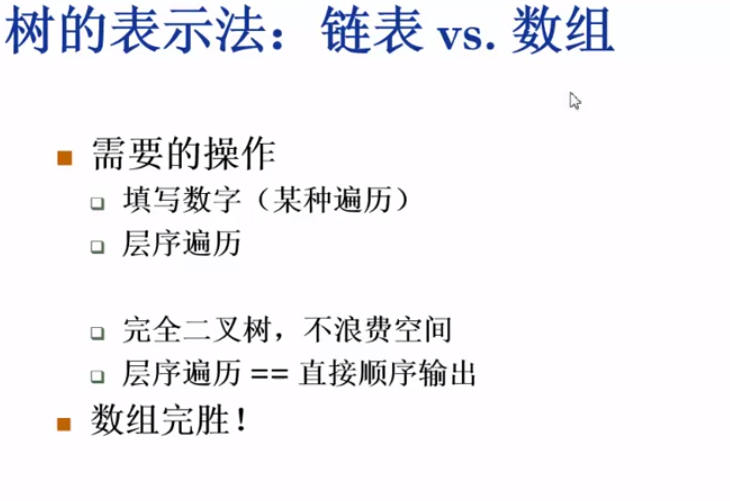 树的表示法：链表 vs. 数组
需要的操作
填写数字（某种遍历）
层序遍历
完全二叉树，不浪费空间
层序遍历 == 直接顺序输出
数组完胜！